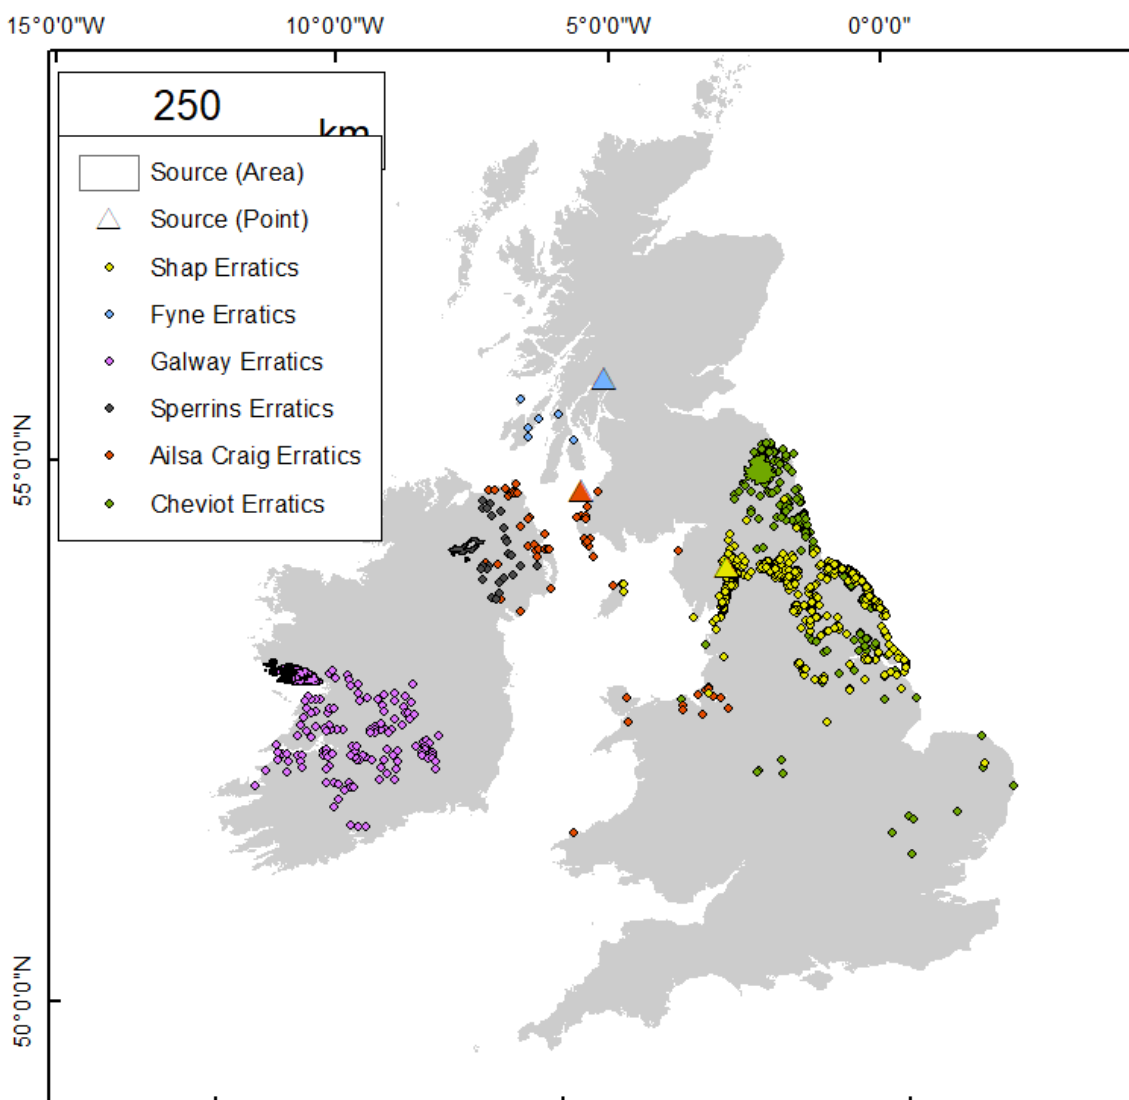 15°0'0"W 10°0'0"W 5°0'0"W 0°0'0"
250
km
Source (Area)
Source (Point)
Shap Erratics
Fyne Erratics
Galway Erratics
Sperrins Erratics
Ailsa Craig Erratics
Cheviot Erratics
55°0'0"N
50°0'0"N